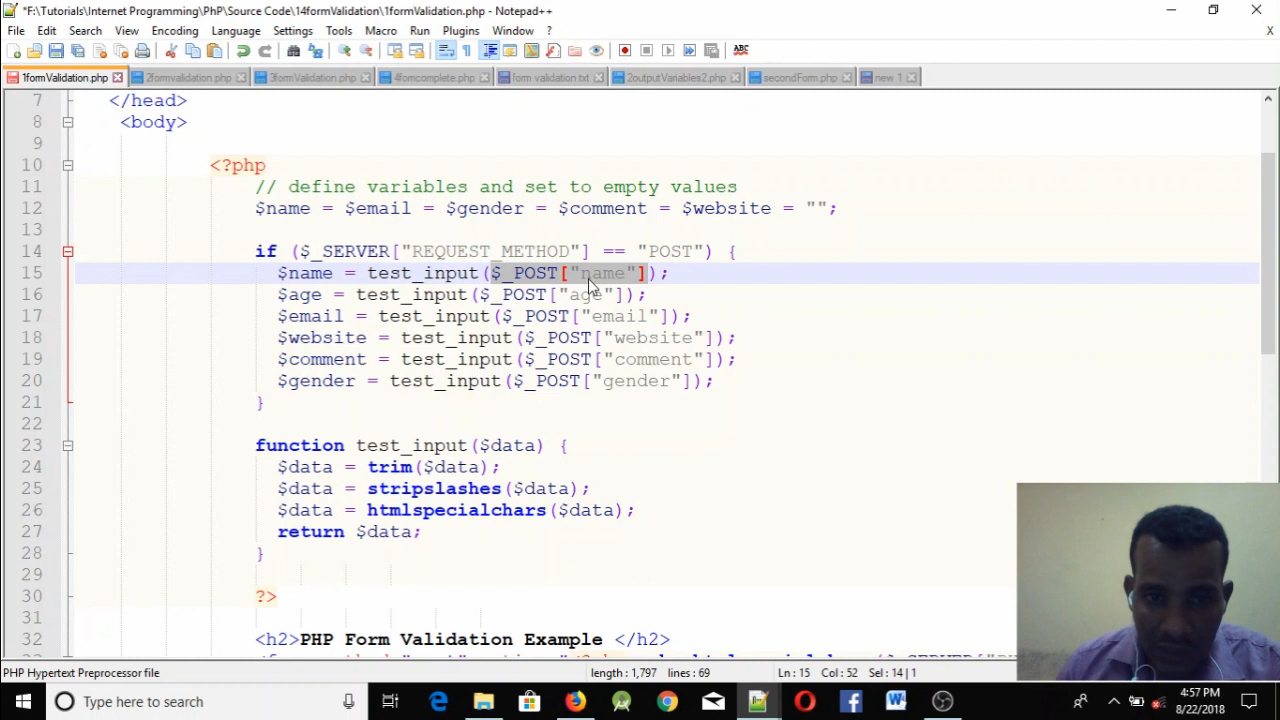 *F:\Tutorials\Internet Programming\PhP\Source Code\14formValidation\1formValidation.php - Notepad++
File Edit Search View Encoding Language Settings Tools Macro Run Plugins Window ? X
1formValidation.php 2formvalidation.php 3formValidation.php 4fomcomplete.php form validation.txt 2outputVariables2.php secondForm.php new 1
7 </head>
8 <body>
9
10 <?php
11 // define variables and set to empty values
12 $name = $email = $gender = $comment = $website = "";
13
14 if ($_SERVER["REQUEST_METHOD"] == "POST") {
15 $name = test_input($_POST["name"]);
16 $age = test_input($_POST["age"]);
17 $email = test_input($_POST["email"]);
18 $website = test_input($_POST["website"]);
19 $comment = test_input($_POST["comment"]);
20 $gender = test_input($_POST["gender"]);
21 }
22
23 function test_input($data) {
24 $data = trim($data);
25 $data = stripslashes($data);
26 $data = htmlspecialchars($data);
27 return $data;
28 }
29
30 ?>
31
32 <h2>PHP Form Validation Example </h2>
PHP Hypertext Preprocessor file length : 1,797 lines : 69 Ln : 15 Col : 52 Sel : 14 | 1
Type here to search
4:57 PM
8/22/2018